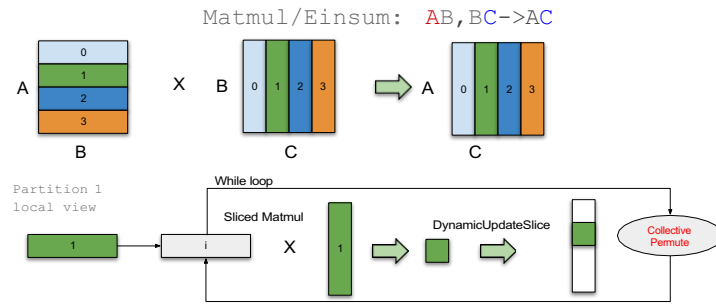 Matmul/Einsum: AB,BC->AC
0
1
2
3
A
B
X
B
0 1 2 3
C
A
0 1 2 3
C
Partition 1
local view
While loop
1
i
Sliced Matmul
X
1
DynamicUpdateSlice
Collective
Permute